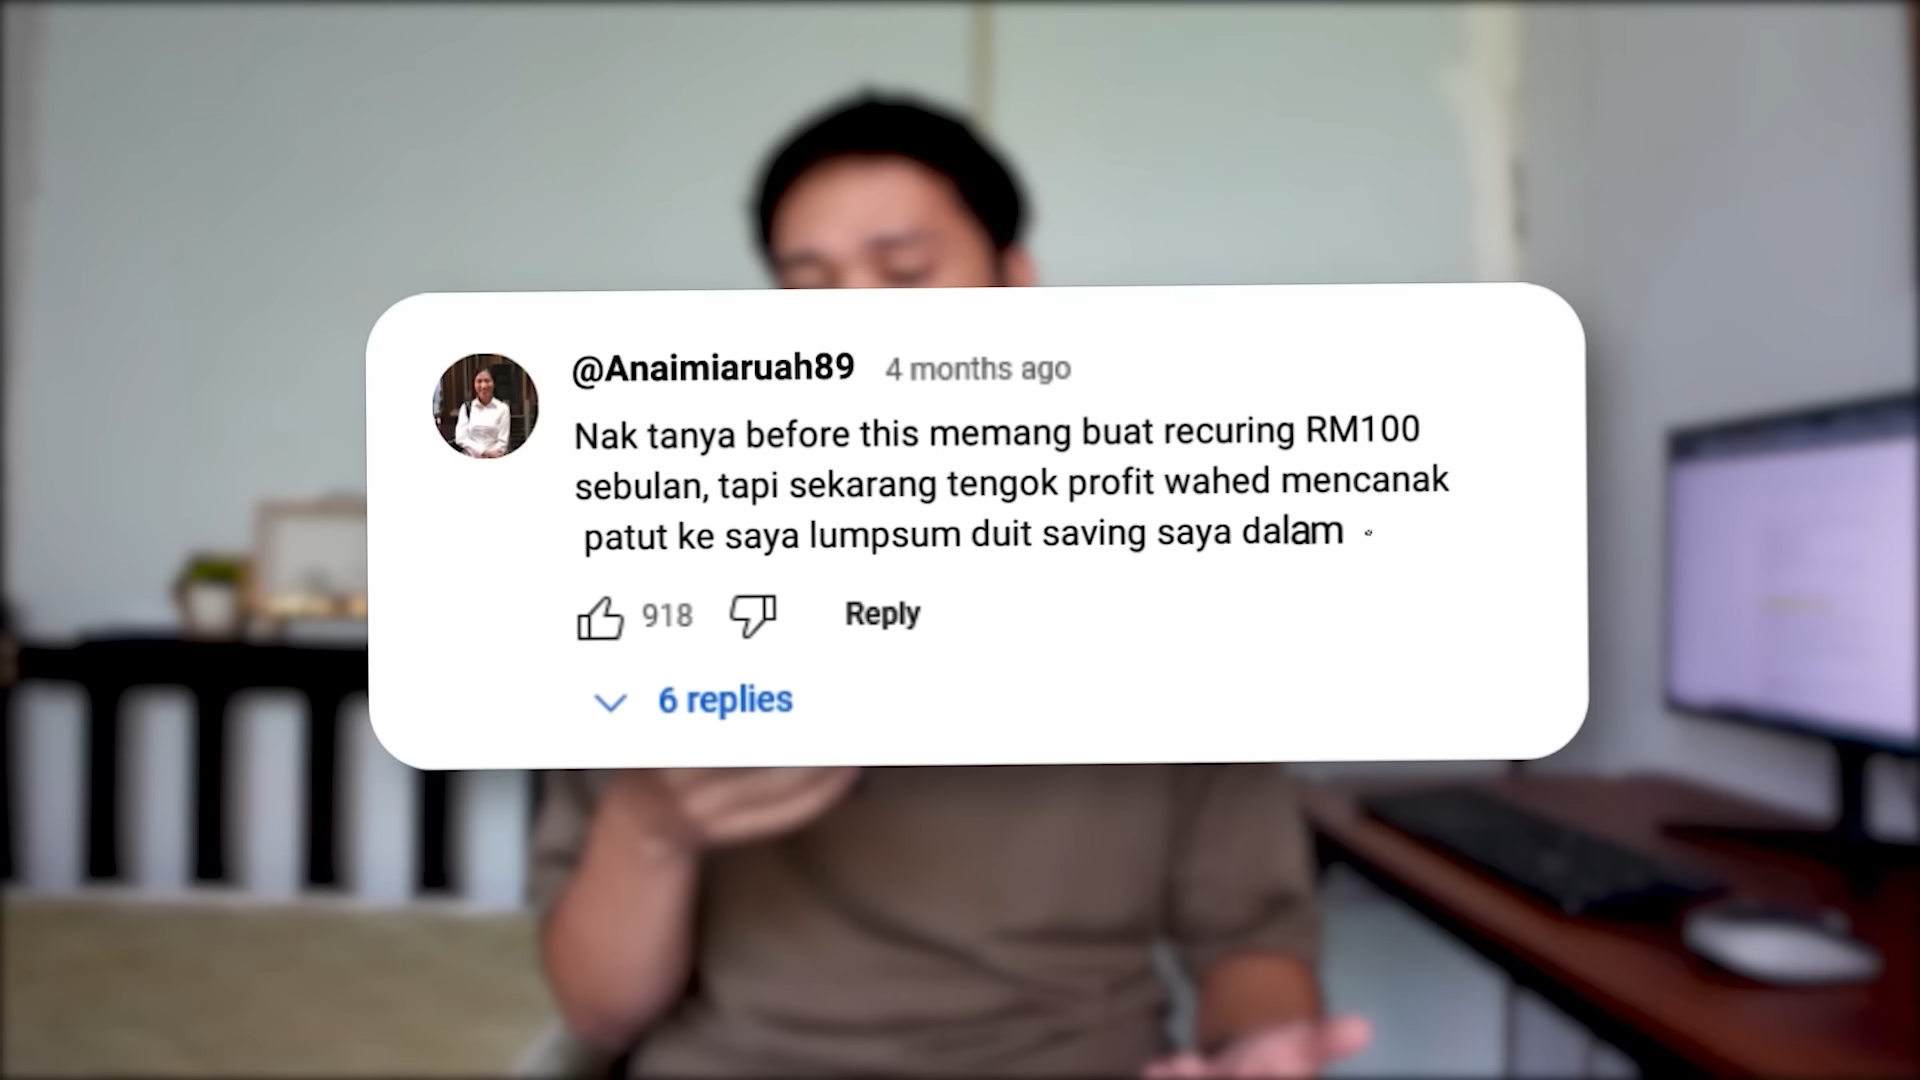 @Anaimiaruah89 4 months ago
Nak tanya before this memang buat recuring RM100
sebulan, tapi sekarang tengok profit wahed mencanak
patut ke saya lumpsum duit saving saya dalam
918 Reply
6 replies